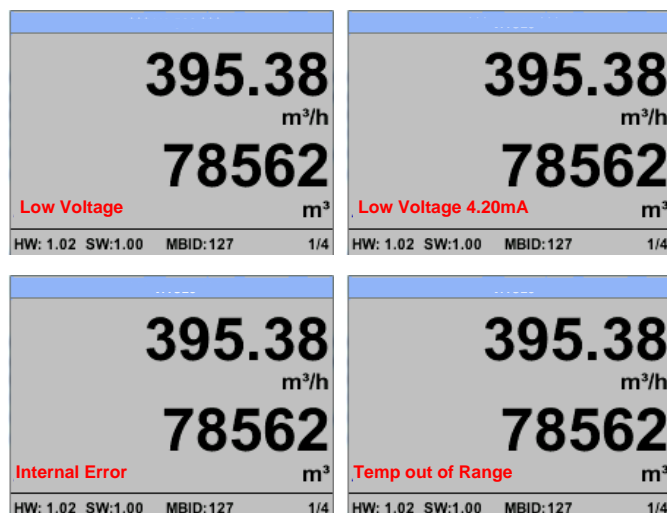 395.38
m³/h
78562
Low Voltage
m³
HW: 1.02 SW:1.00 MBID:127 1/4
395.38
m³/h
78562
Low Voltage 4.20mA
m³
HW: 1.02 SW:1.00 MBID:127 1/4
395.38
m³/h
78562
Internal Error
m³
HW: 1.02 SW:1.00 MBID:127 1/4
395.38
m³/h
78562
Temp out of Range
m³
HW: 1.02 SW:1.00 MBID:127 1/4